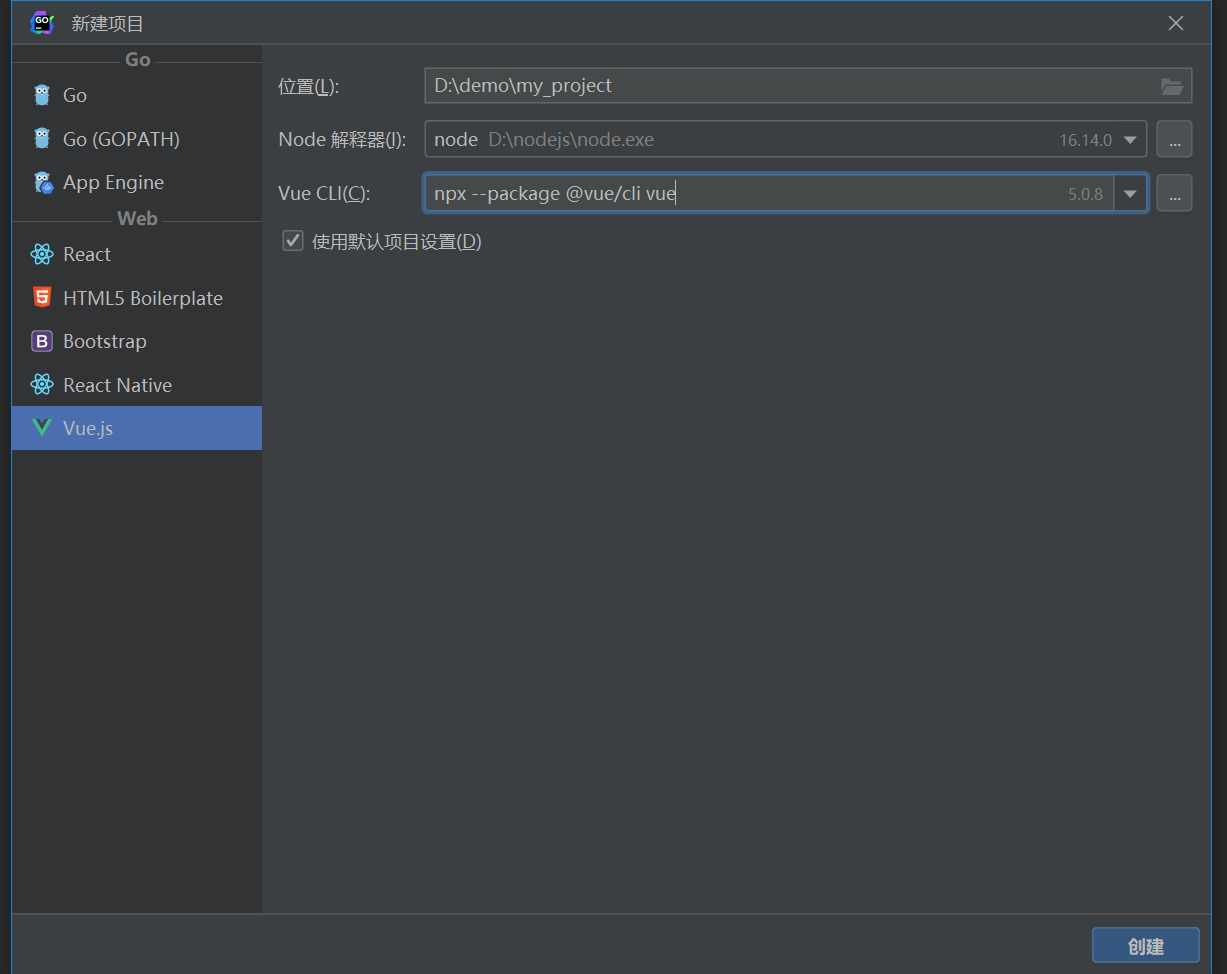 新建项目
Go
Go
Go (GOPATH)
App Engine
Web
React
HTML5 Boilerplate
Bootstrap
React Native
Vue.js
位置(L):
D:\demo\my_project
Node 解释器(I):
node D:\nodejs\node.exe 16.14.0
...
Vue CLI(C):
npx --package @vue/cli vue 5.0.8
...
使用默认项目设置(D)
创建